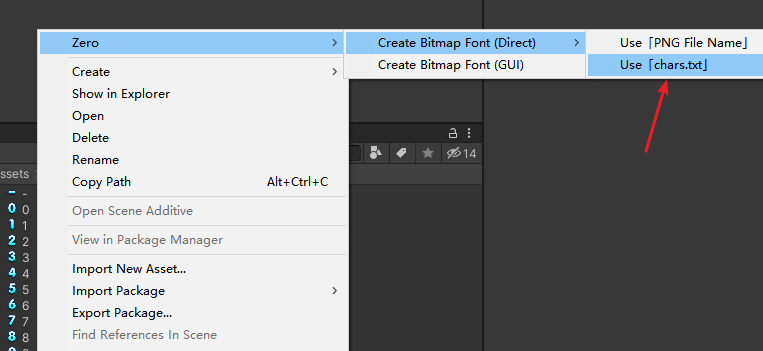 Zero
Create Bitmap Font (Direct)
Use「PNG File Name」
Create
Create Bitmap Font (GUI)
Use「chars.txt」
Show in Explorer
Open
Delete
Rename
14
Copy Path Alt+Ctrl+C
ssets
- -
Open Scene Additive
0 0
1 1
View in Package Manager
2 2
3 3
Import New Asset...
4 4
Import Package
5 5
6 6
Export Package...
7 7
Find References In Scene
8 8